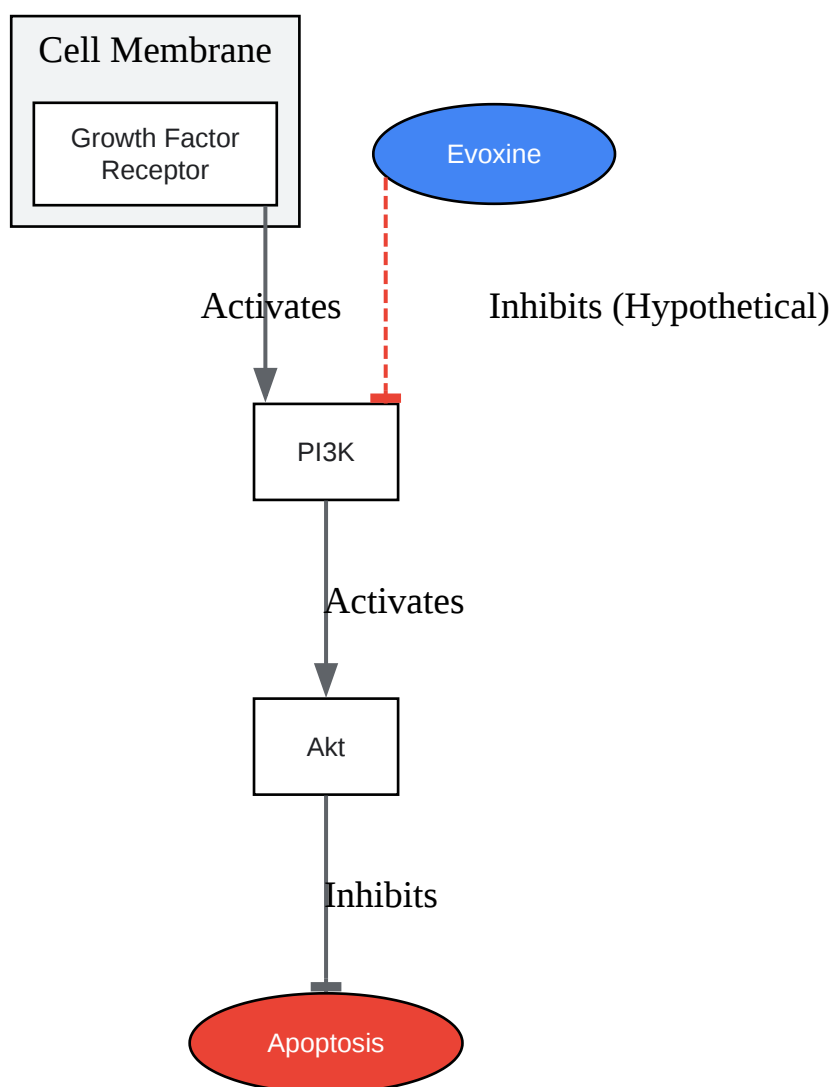 Cell Membrane
Growth Factor
Receptor
Evoxine
Activates
Inhibits (Hypothetical)
PI3K
Activates
Akt
Inhibits
Apoptosis